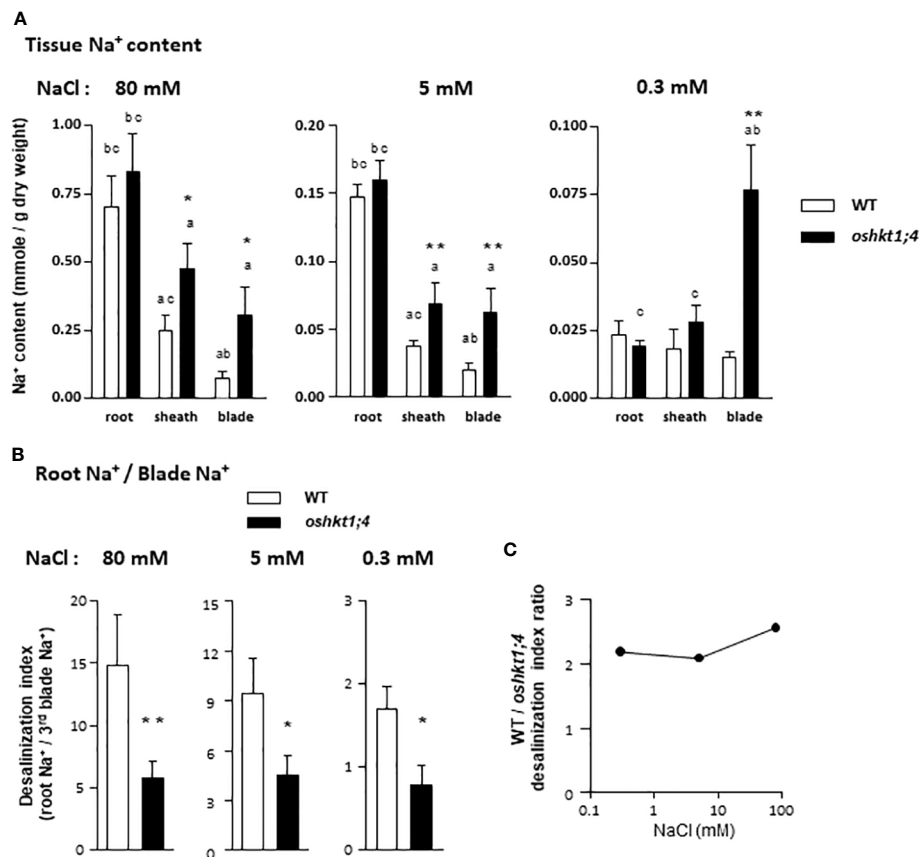 A
Tissue Na⁺ content
NaCl : 80 mM 5 mM 0.3 mM
Na⁺ content (mmole / g dry weight)
1.00
0.75
0.50
0.25
0.00
bc
bc
ac
*
a
ab
*
a
root sheath blade
0.20
0.15
0.10
0.05
0.00
bc
bc
ac
**
a
ab
**
a
root sheath blade
0.100
0.075
0.050
0.025
0.000
c
c
**
ab
root sheath blade
WT
oshkt1;4
B
Root Na⁺ / Blade Na⁺
WT
oshkt1;4
NaCl : 80 mM 5 mM 0.3 mM
Desalinization index
(root Na⁺ / 3rd blade Na⁺)
20
15
10
5
0
**
15
12
9
6
3
0
*
3
2
1
0
*
C
WT / oshkt1;4
desalinization index ratio
3
2
1
0
0.1 1 10 100
NaCl (mM)